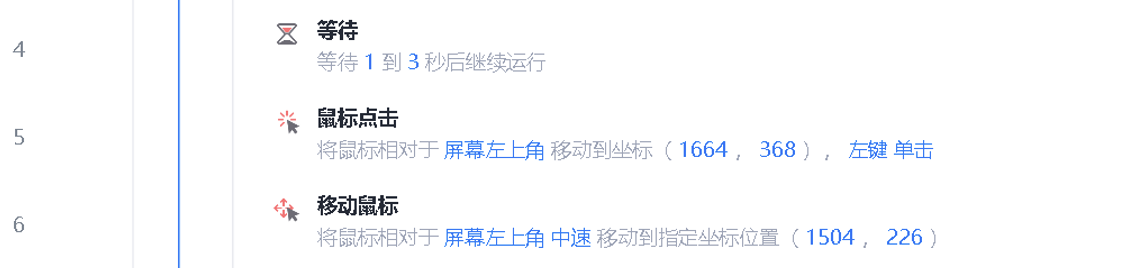 4
等待
等待 1 到 3 秒后继续运行
5
鼠标点击
将鼠标相对于 屏幕左上角 移动到坐标（ 1664 ， 368 ）， 左键 单击
6
移动鼠标
将鼠标相对于 屏幕左上角 中速 移动到指定坐标位置（ 1504 ， 226 ）